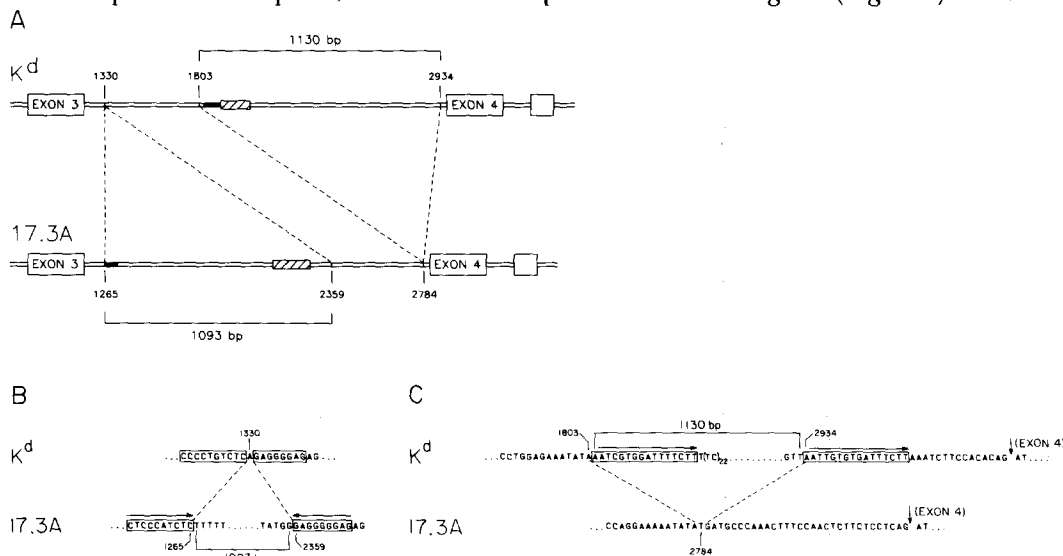 A
1130 bp
Kd
1330 1803 2934
EXON 3 EXON 4
17.3A
EXON 3 EXON 4
1265 2359 2784
1093 bp
B
1330
Kd
...CCCCTGTCTCAGAGGGGAGAG...
17.3A
...CTCCCATCTCTTTTT......TATGGGAGGGGGAGAG
1265 2359
C
1130 bp
1803 2934
(EXON 4)
Kd
...CCTGGAGAAATATAAATCGTGGATTTTCTTT(TC)22 ......GTTAATTGTGTGATTTCTTAAATCTTCCACACAG AT...
17.3A
...CCAGGAAAAATATATGATGCCCAAACTTTCCAACTCTTCTCCTCAG AT...
(EXON 4)
2784